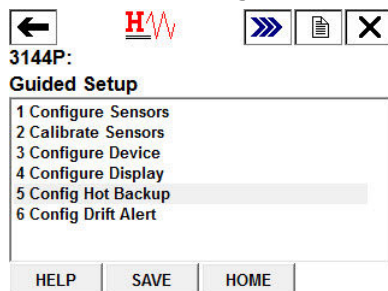 H
3144P:
Guided Setup
1 Configure Sensors
2 Calibrate Sensors
3 Configure Device
4 Configure Display
5 Config Hot Backup
6 Config Drift Alert
HELP SAVE HOME